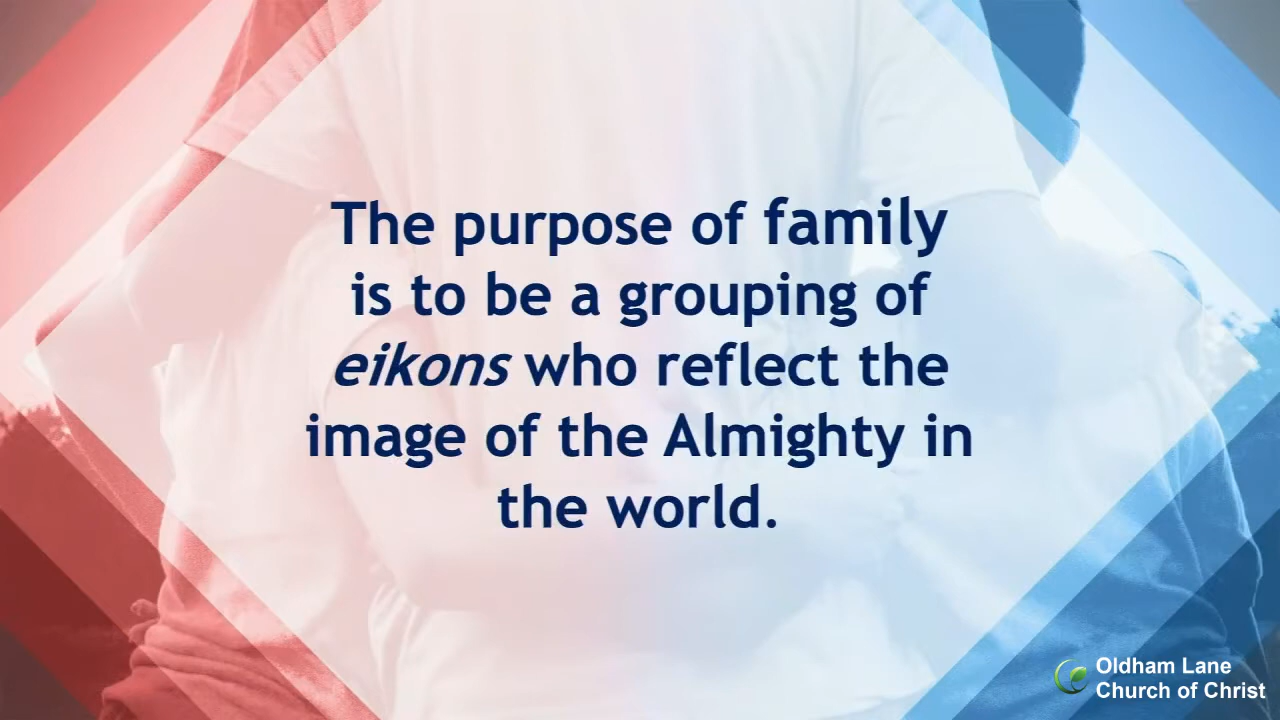 The purpose of family
is to be a grouping of
eikons who reflect the
image of the Almighty in
the world.
Oldham Lane
Church of Christ